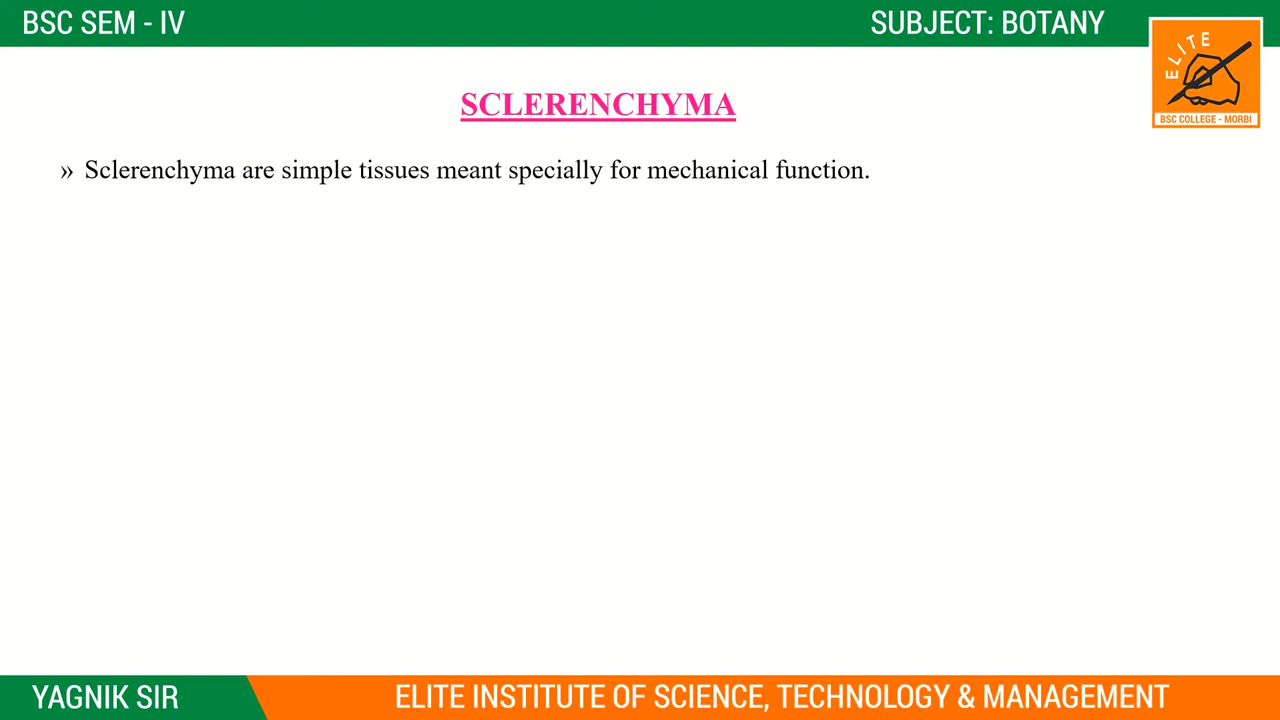 BSC SEM - IV
SUBJECT: BOTANY
ELITE
BSC COLLEGE - MORBI
SCLERENCHYMA
» Sclerenchyma are simple tissues meant specially for mechanical function.
YAGNIK SIR
ELITE INSTITUTE OF SCIENCE, TECHNOLOGY & MANAGEMENT